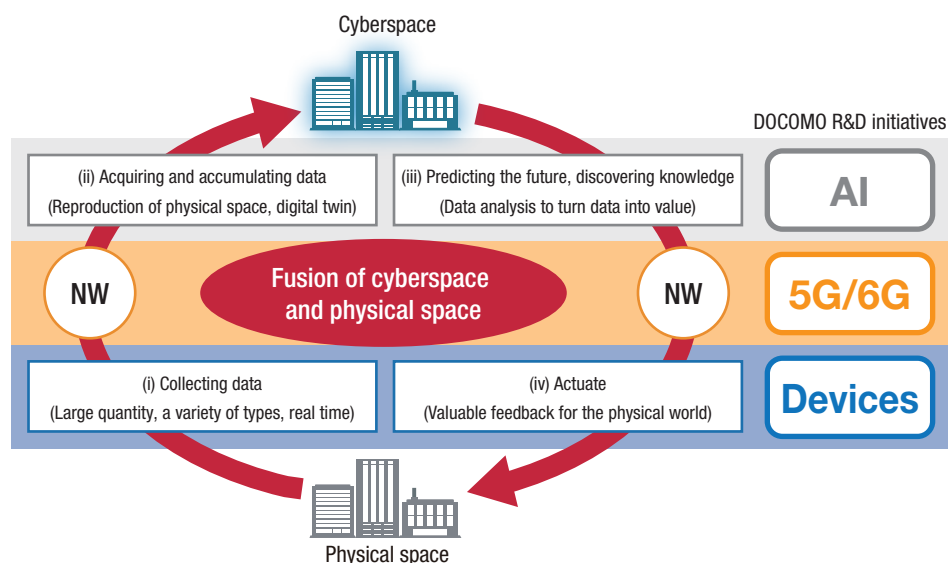 Cyberspace
DOCOMO R&D initiatives
(ii) Acquiring and accumulating data
(Reproduction of physical space, digital twin)
(iii) Predicting the future, discovering knowledge
(Data analysis to turn data into value)
AI
NW
Fusion of cyberspace
and physical space
NW
5G/6G
(i) Collecting data
(Large quantity, a variety of types, real time)
(iv) Actuate
(Valuable feedback for the physical world)
Devices
Physical space